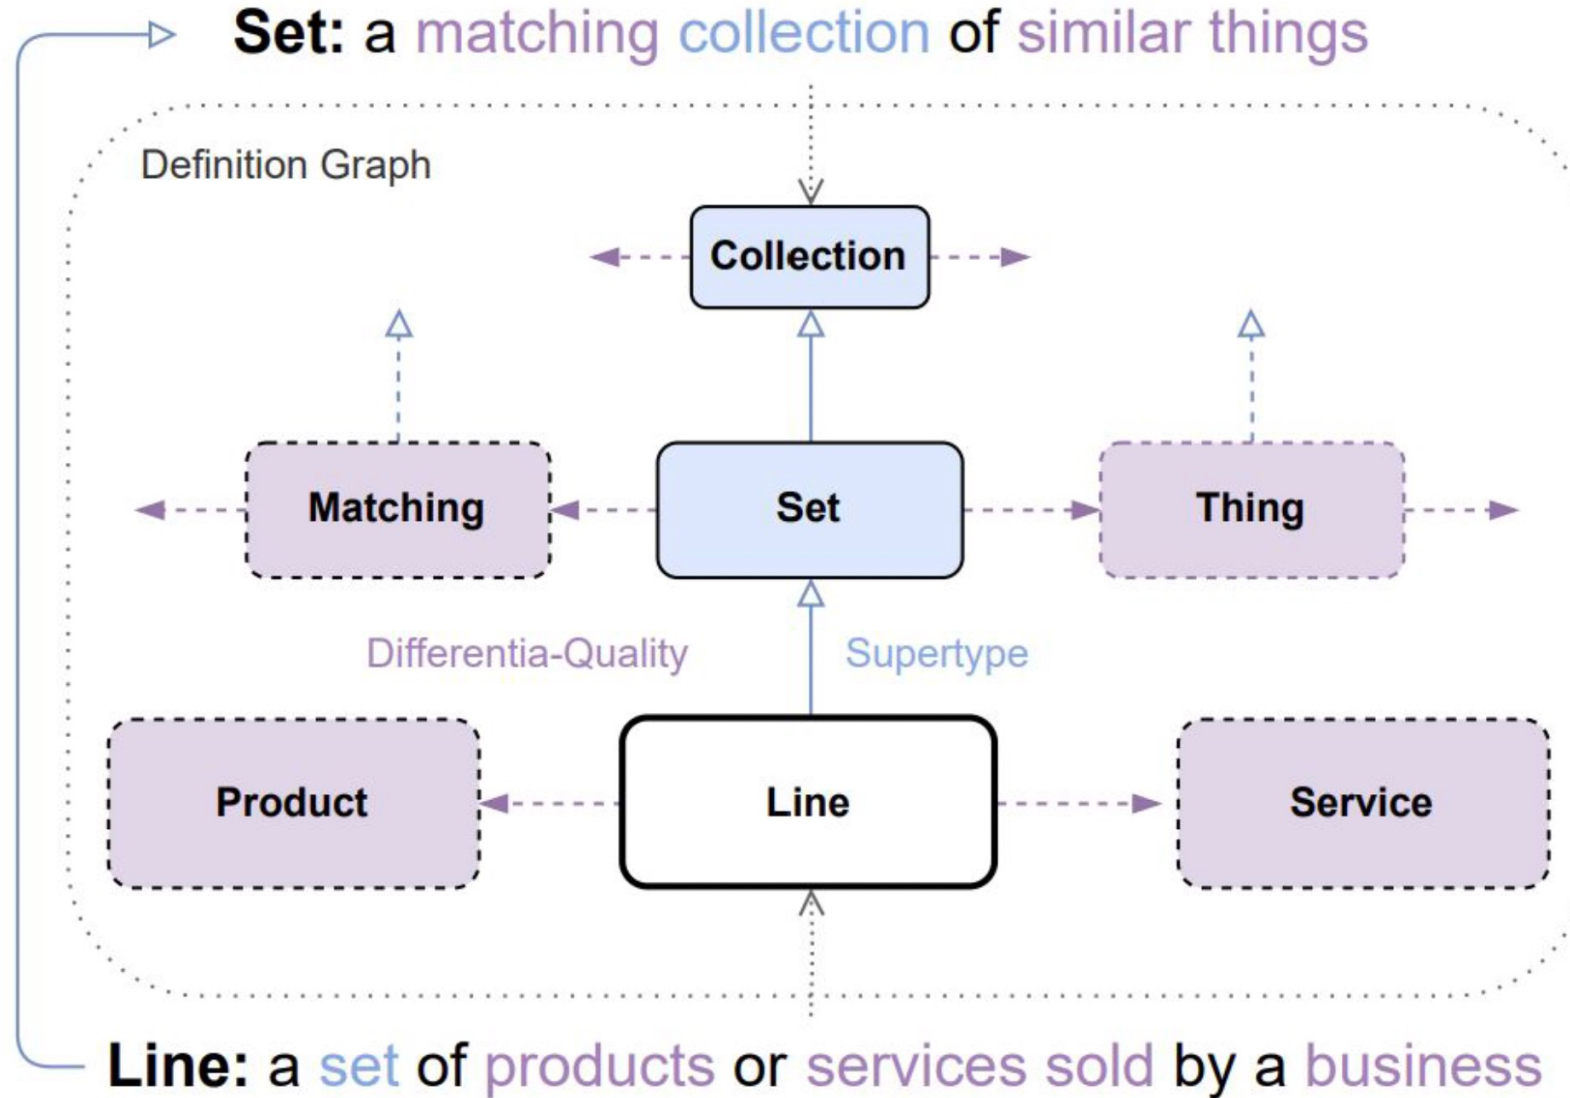 Set: a matching collection of similar things
Definition Graph
Collection
Matching
Set
Thing
Differentia-Quality
Supertype
Product
Line
Service
Line: a set of products or services sold by a business